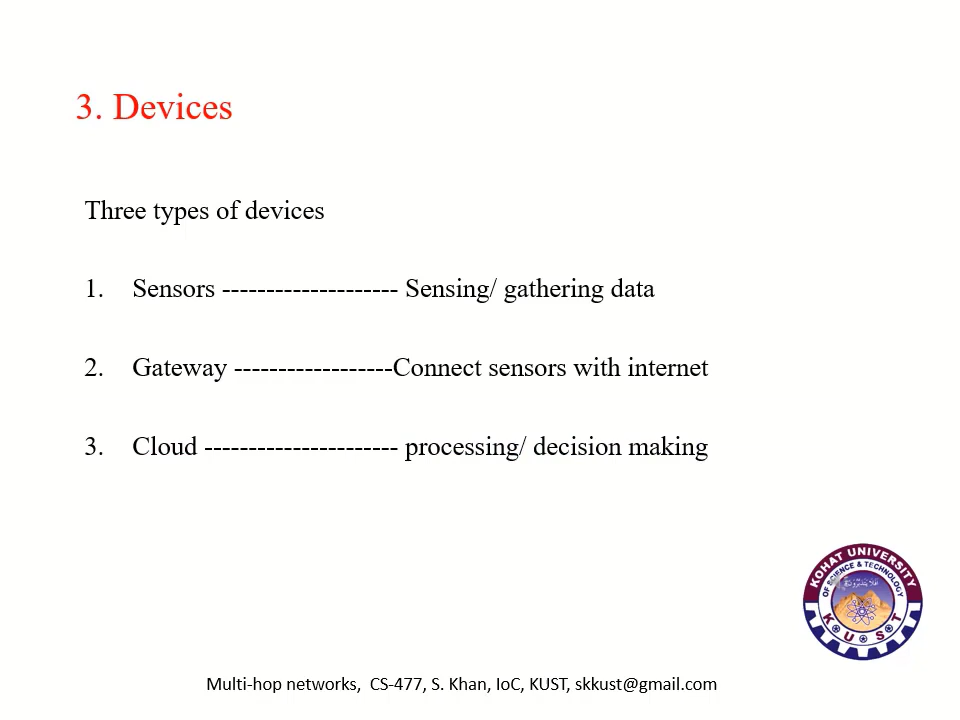 3. Devices
Three types of devices
1. Sensors -------------------- Sensing/ gathering data
2. Gateway ------------------Connect sensors with internet
3. Cloud ---------------------- processing/ decision making
KOHAT UNIVERSITY
OF SCIENCE & TECHNOLOGY
K U S T
Multi-hop networks, CS-477, S. Khan, IoC, KUST, skkust@gmail.com